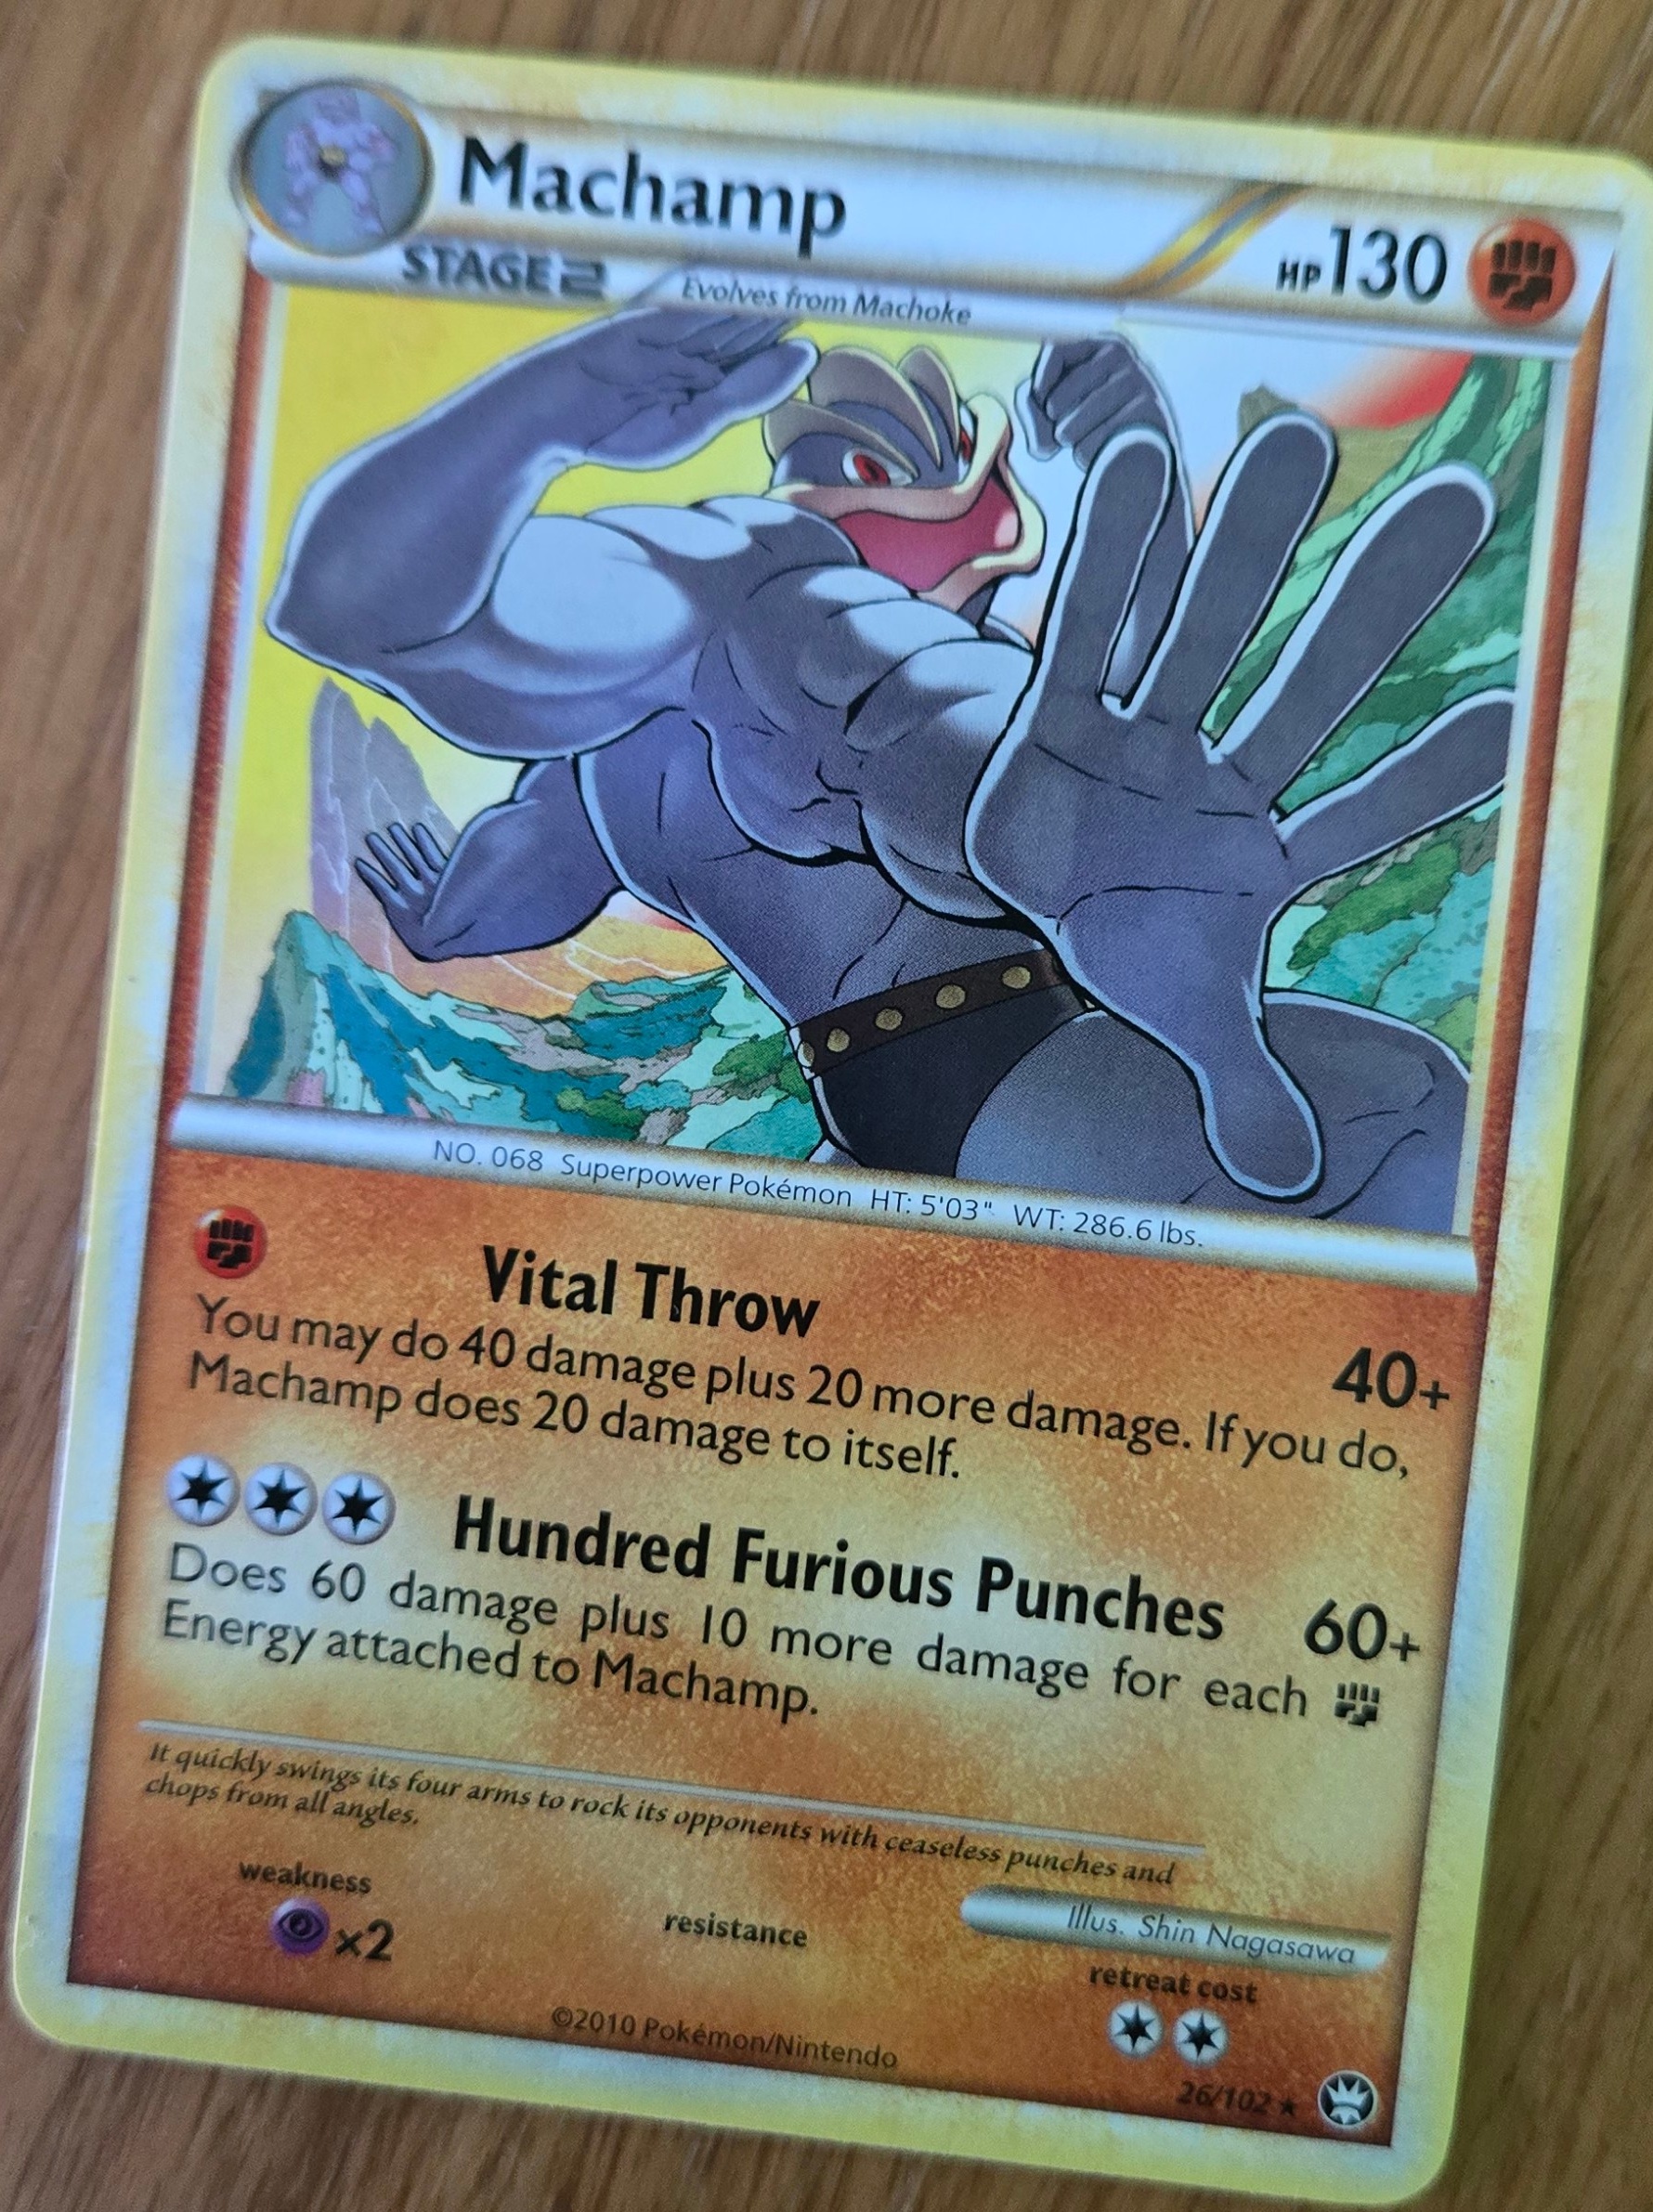 Machamp
HP 130
STAGE 2
Evolves from Machoke
NO. 068 Superpower Pokémon HT: 5'03" WT: 286.6 lbs.
Vital Throw
40+
You may do 40 damage plus 20 more damage. If you do,
Machamp does 20 damage to itself.
Hundred Furious Punches 60+
Does 60 damage plus 10 more damage for each
Energy attached to Machamp.
It quickly swings its four arms to rock its opponents with ceaseless punches and
chops from all angles.
Illus. Shin Nagasawa
weakness
x2
resistance
retreat cost
©2010 Pokémon/Nintendo
26/102 ★